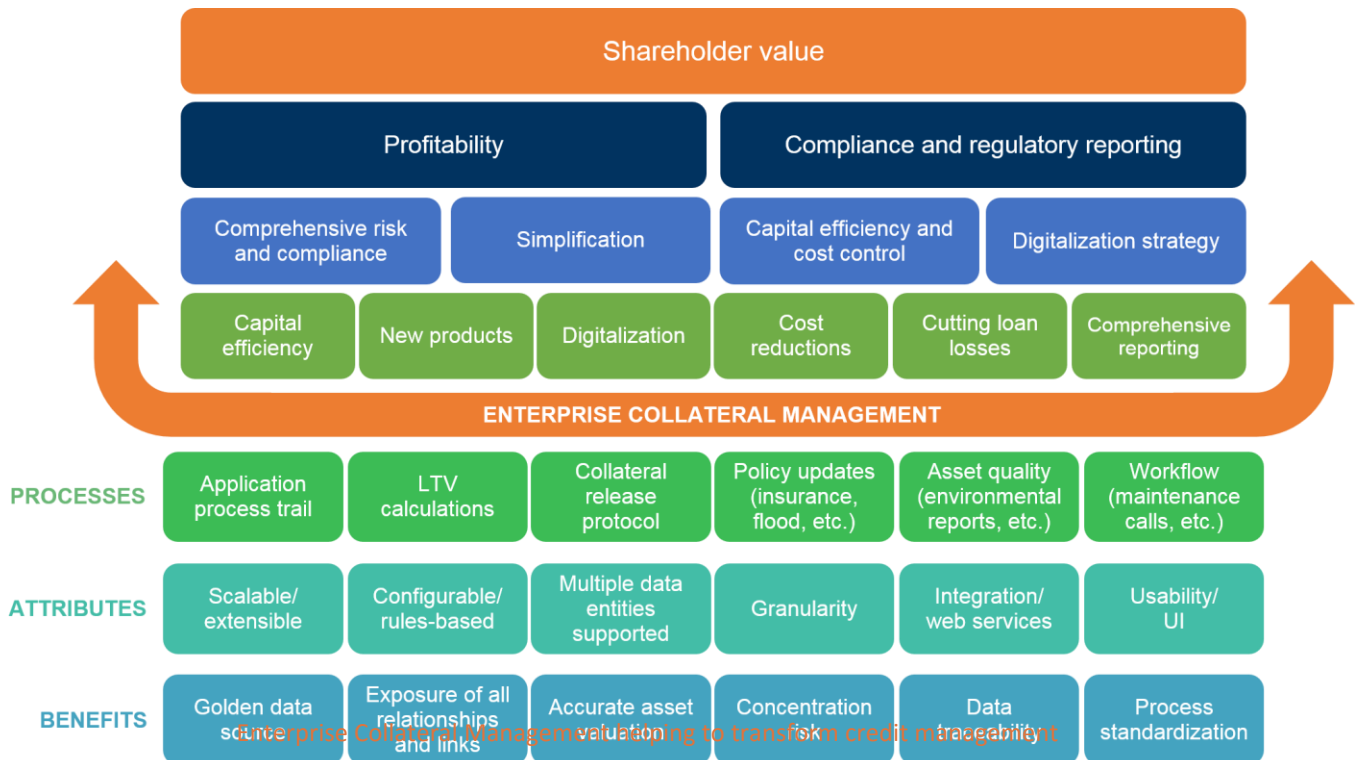 Shareholder value
Profitability
Compliance and regulatory reporting
Comprehensive risk
and compliance
Simplification
Capital efficiency and
cost control
Digitalization strategy
Capital
efficiency
New products
Digitalization
Cost
reductions
Cutting loan
losses
Comprehensive
reporting
ENTERPRISE COLLATERAL MANAGEMENT
PROCESSES
Application
process trail
LTV
calculations
Collateral
release
protocol
Policy updates
(insurance,
flood, etc.)
Asset quality
(environmental
reports, etc.)
Workflow
(maintenance
calls, etc.)
ATTRIBUTES
Scalable/
extensible
Configurable/
rules-based
Multiple data
entities
supported
Granularity
Integration/
web services
Usability/
UI
BENEFITS
Golden data
source
Exposure of all
relationships
and links
Accurate asset
valuation
Concentration
risk
Data
traceability
Process
standardization
Enterprise Collateral Management helping to transform credit management